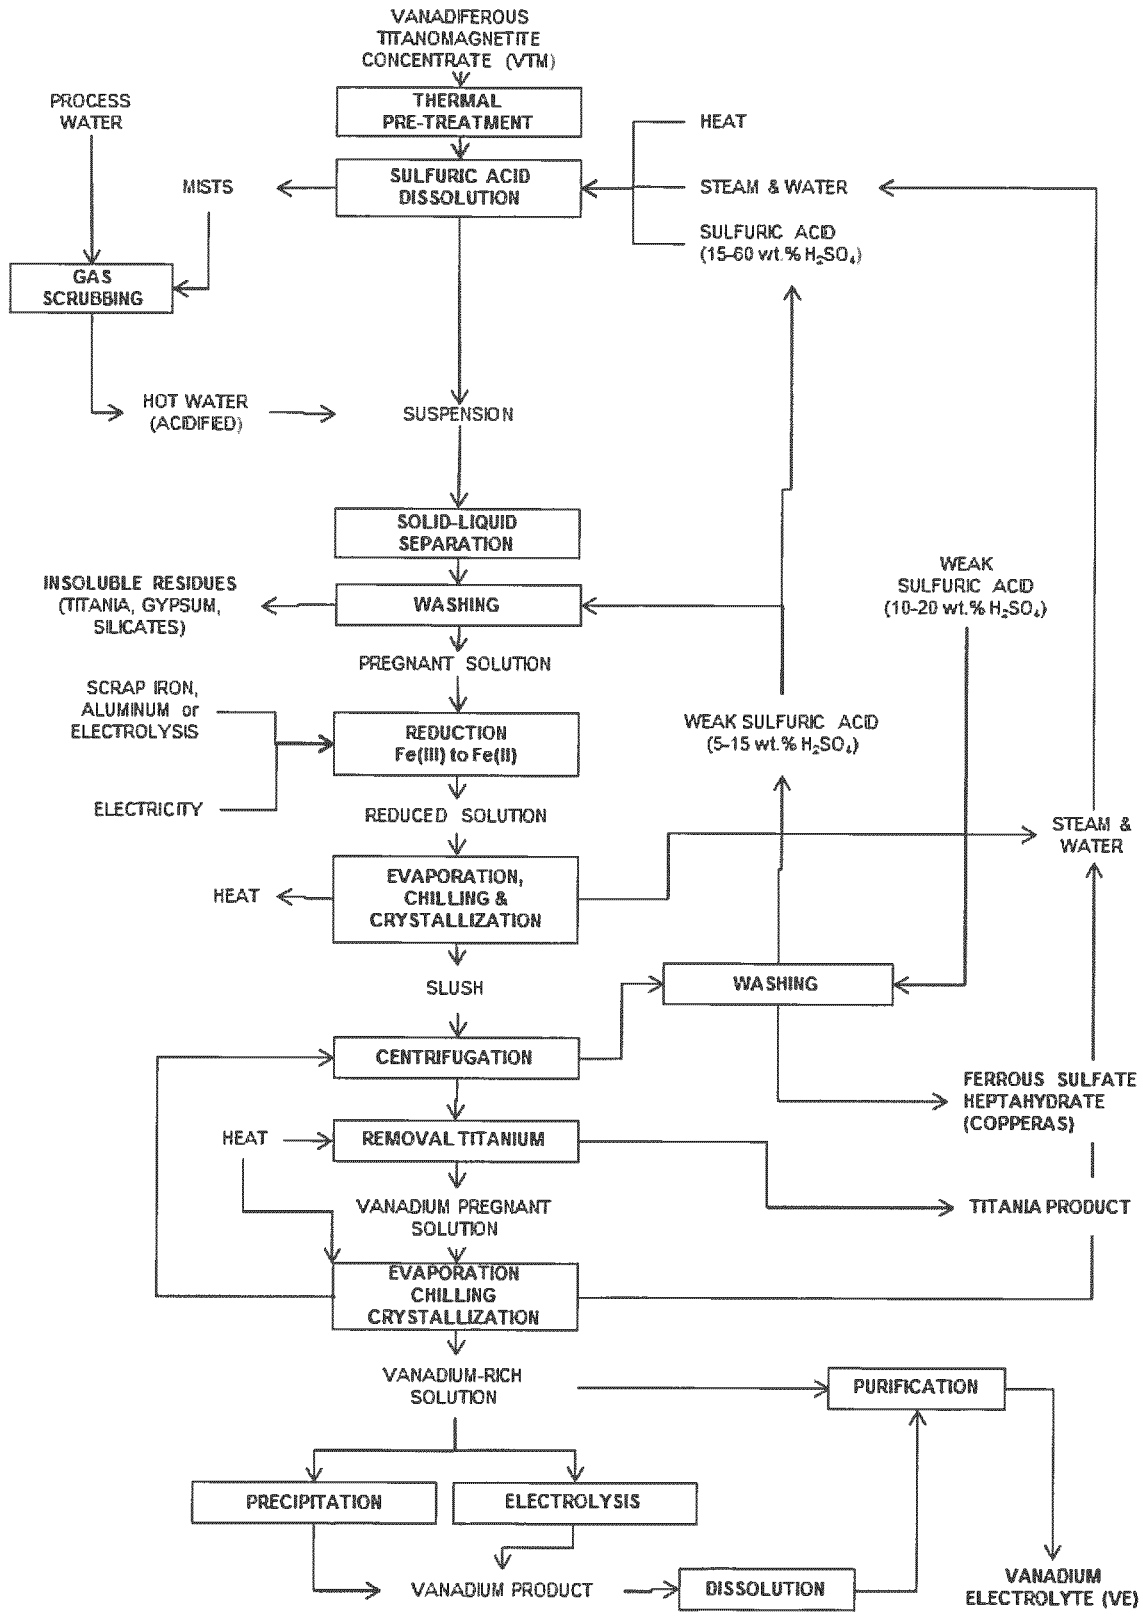 VANADIFEROUS
TITANOMAGNETITE
CONCENTRATE (VTM)
THERMAL
PRE-TREATMENT
PROCESS
WATER
HEAT
SULFURIC ACID
DISSOLUTION
MISTS
STEAM & WATER
SULFURIC ACID
(15-60 wt.% H₂SO₄)
GAS
SCRUBBING
HOT WATER
(ACIDIFIED)
SUSPENSION
SOLID-LIQUID
SEPARATION
INSOLUBLE RESIDUES
(TITANIA, GYPSUM,
SILICATES)
WASHING
WEAK
SULFURIC ACID
(10-20 wt.% H₂SO₄)
PREGNANT SOLUTION
SCRAP IRON,
ALUMINUM or
ELECTROLYSIS
REDUCTION
Fe(III) to Fe(II)
WEAK SULFURIC ACID
(5-15 wt.% H₂SO₄)
ELECTRICITY
REDUCED SOLUTION
STEAM &
WATER
HEAT
EVAPORATION,
CHILLING &
CRYSTALLIZATION
SLUSH
WASHING
CENTRIFUGATION
FERROUS SULFATE
HEPTAHYDRATE
(COPPERAS)
HEAT
REMOVAL TITANIUM
VANADIUM PREGNANT
SOLUTION
TITANIA PRODUCT
EVAPORATION
CHILLING
CRYSTALLIZATION
VANADIUM-RICH
SOLUTION
PURIFICATION
PRECIPITATION
ELECTROLYSIS
VANADIUM PRODUCT
DISSOLUTION
VANADIUM
ELECTROLYTE (VE)